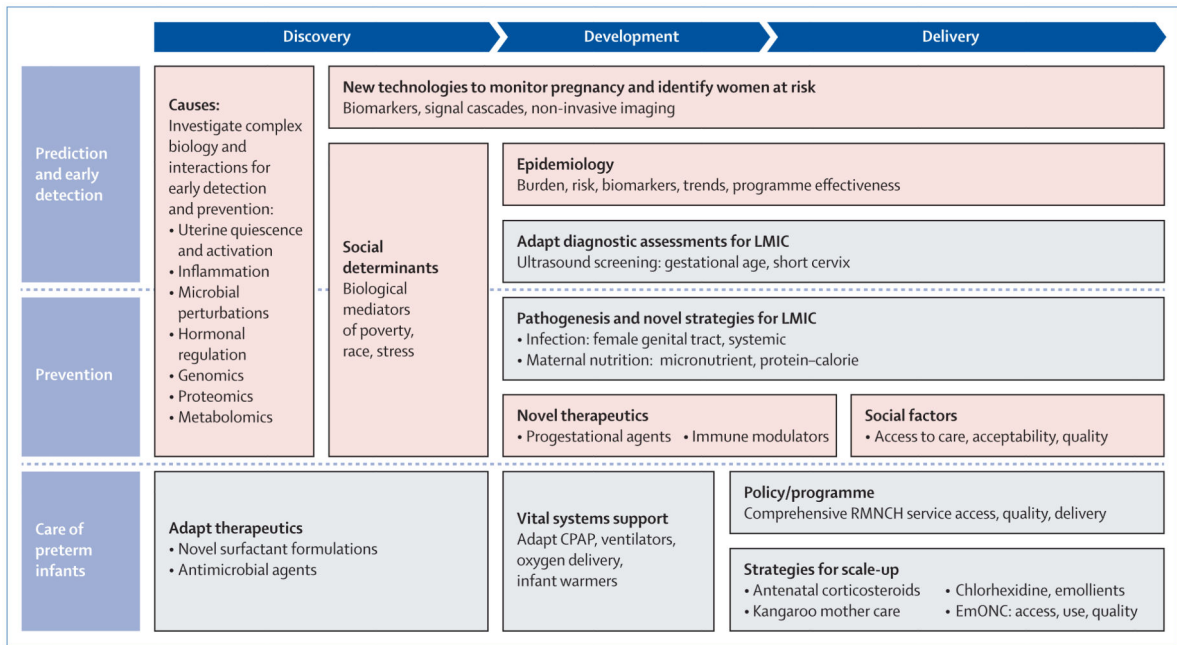 Discovery
Development
Delivery
Prediction
and early
detection
Causes:
Investigate complex
biology and
interactions for
early detection
and prevention:
• Uterine quiescence
and activation
• Inflammation
• Microbial
perturbations
• Hormonal
regulation
• Genomics
• Proteomics
• Metabolomics
New technologies to monitor pregnancy and identify women at risk
Biomarkers, signal cascades, non-invasive imaging
Social
determinants
Biological
mediators
of poverty,
race, stress
Epidemiology
Burden, risk, biomarkers, trends, programme effectiveness
Adapt diagnostic assessments for LMIC
Ultrasound screening: gestational age, short cervix
Prevention
Pathogenesis and novel strategies for LMIC
• Infection: female genital tract, systemic
• Maternal nutrition: micronutrient, protein–calorie
Novel therapeutics
• Progestational agents • Immune modulators
Social factors
• Access to care, acceptability, quality
Care of
preterm
infants
Adapt therapeutics
• Novel surfactant formulations
• Antimicrobial agents
Vital systems support
Adapt CPAP, ventilators,
oxygen delivery,
infant warmers
Policy/programme
Comprehensive RMNCH service access, quality, delivery
Strategies for scale-up
• Antenatal corticosteroids • Chlorhexidine, emollients
• Kangaroo mother care • EmONC: access, use, quality